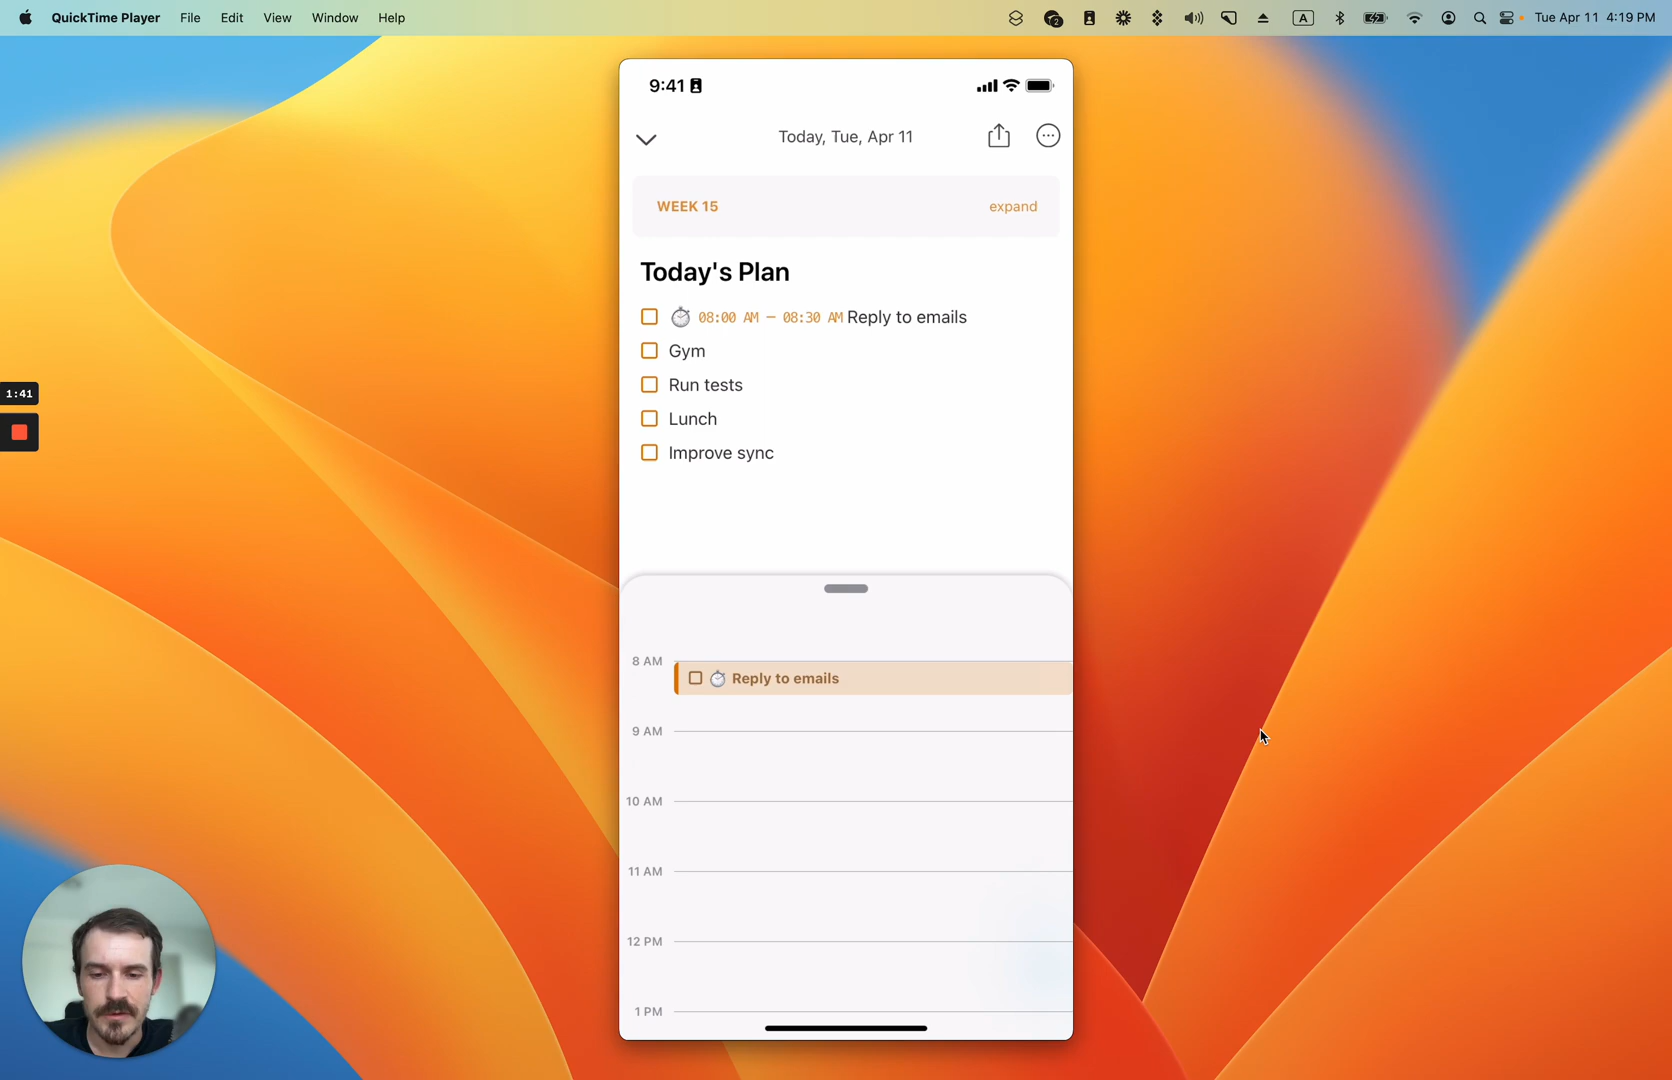 QuickTime Player File Edit View Window Help
2 A Tue Apr 11 4:19 PM
9:41
Today, Tue, Apr 11
WEEK 15 expand
Today's Plan
08:00 AM — 08:30 AM Reply to emails
Gym
1:41
Run tests
Lunch
Improve sync
8 AM
Reply to emails
9 AM
10 AM
11 AM
12 PM
1 PM